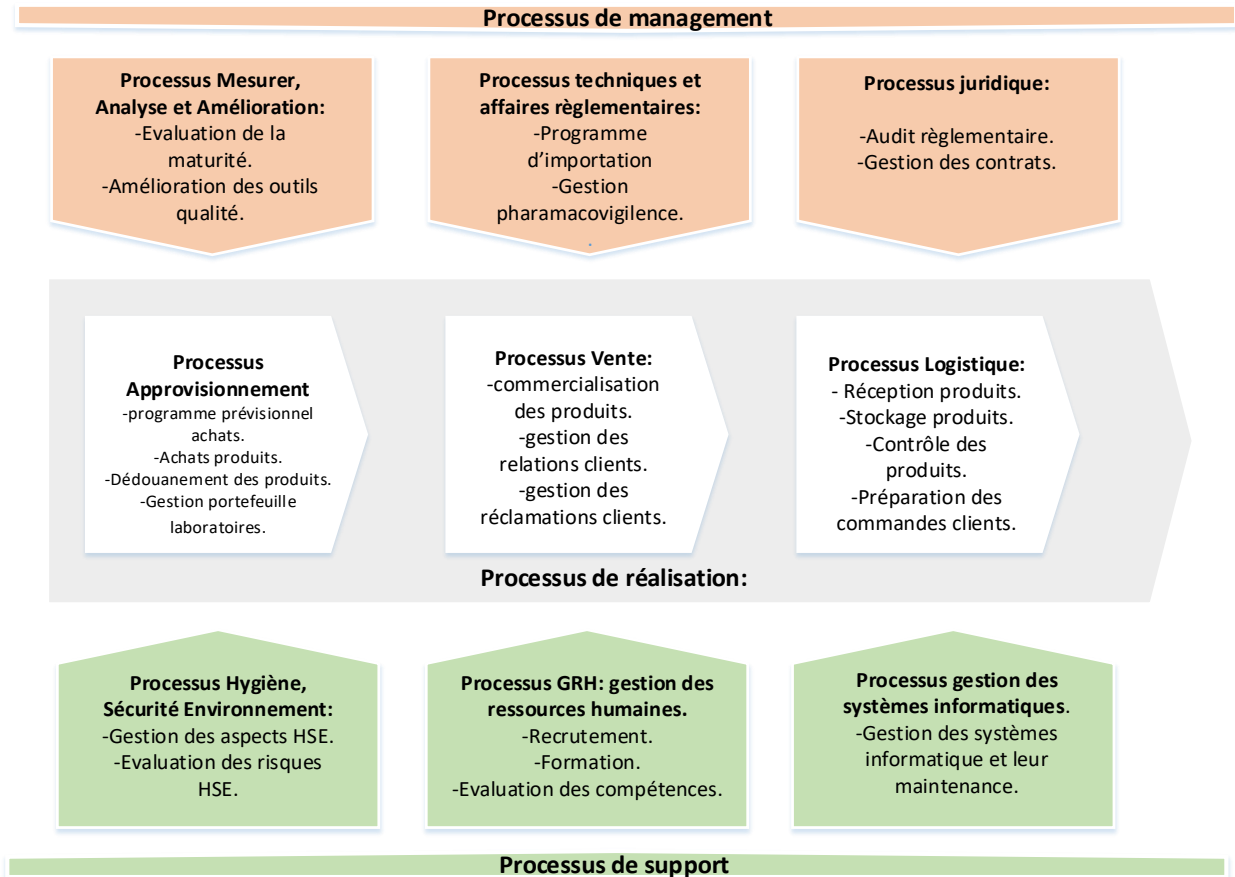 Processus de management
Processus Mesurer,
Analyse et Amélioration:
-Evaluation de la
maturité.
-Amélioration des outils
qualité.
Processus techniques et
affaires règlementaires:
-Programme
d’importation
-Gestion
pharamacovigilence.
.
Processus juridique:
-Audit règlementaire.
-Gestion des contrats.
Processus
Approvisionnement
-programme prévisionnel
achats.
-Achats produits.
-Dédouanement des produits.
-Gestion portefeuille
laboratoires.
Processus Vente:
-commercialisation
des produits.
-gestion des
relations clients.
-gestion des
réclamations clients.
Processus Logistique:
- Réception produits.
-Stockage produits.
-Contrôle des
produits.
-Préparation des
commandes clients.
Processus de réalisation:
Processus Hygiène,
Sécurité Environnement:
-Gestion des aspects HSE.
-Evaluation des risques
HSE.
Processus GRH: gestion des
ressources humaines.
-Recrutement.
-Formation.
-Evaluation des compétences.
Processus gestion des
systèmes informatiques.
-Gestion des systèmes
informatique et leur
maintenance.
Processus de support